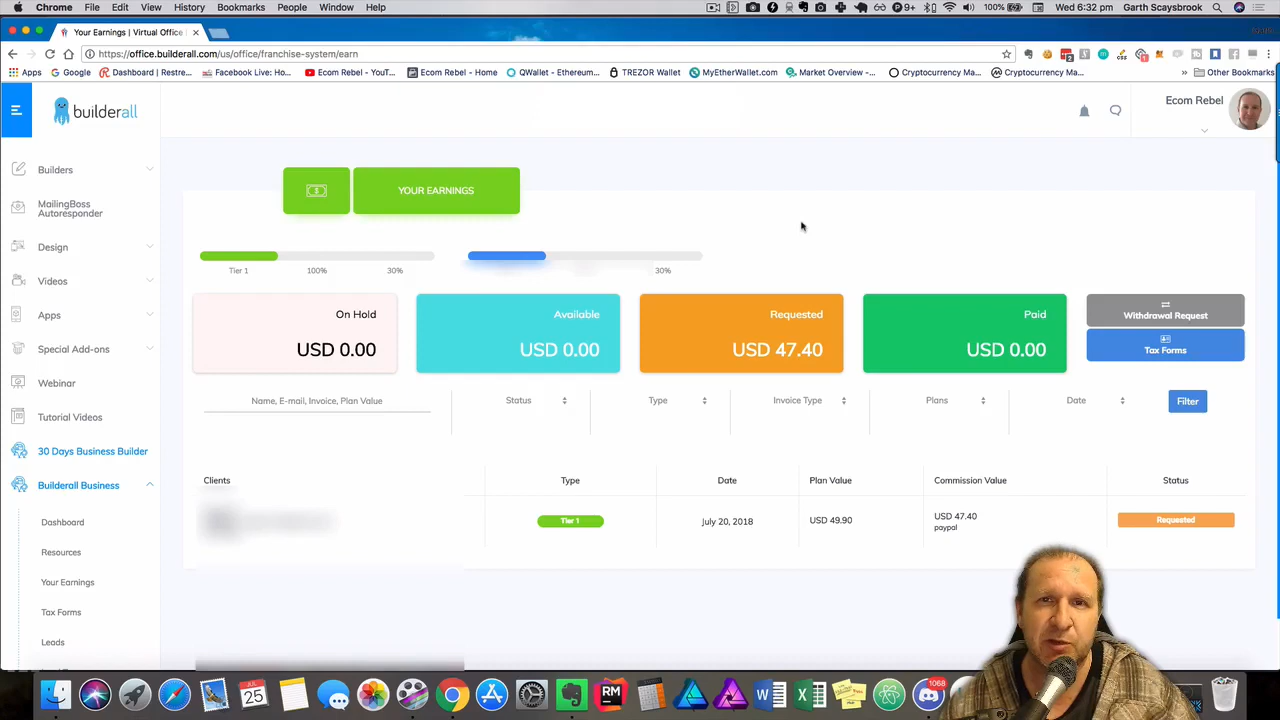 Chrome File Edit View History Bookmarks People Window Help
9+ 100% Wed 6:32 pm Garth Scaysbrook
Your Earnings | Virtual Office
https://office.builderall.com/us/office/franchise-system/earn
Apps Google Dashboard | Restre... Facebook Live: Ho... Ecom Rebel - YouT... Ecom Rebel - Home QWallet - Ethereum... TREZOR Wallet MyEtherWallet.com Market Overview -... Cryptocurrency Ma... Cryptocurrency Ma... » Other Bookmarks
builderall
Ecom Rebel
Builders
MailingBoss
Autoresponder
Design
Videos
Apps
Special Add-ons
Webinar
Tutorial Videos
30 Days Business Builder
Builderall Business
Dashboard
Resources
Your Earnings
Tax Forms
Leads
YOUR EARNINGS
Tier 1 100% 30%
30%
On Hold
USD 0.00
Available
USD 0.00
Requested
USD 47.40
Paid
USD 0.00
Withdrawal Request
Tax Forms
Name, E-mail, Invoice, Plan Value Status Type Invoice Type Plans Date Filter
Clients Type Date Plan Value Commission Value Status
Tier 1 July 20, 2018 USD 49.90 USD 47.40 Requested
paypal
JUL
25
RM
1068